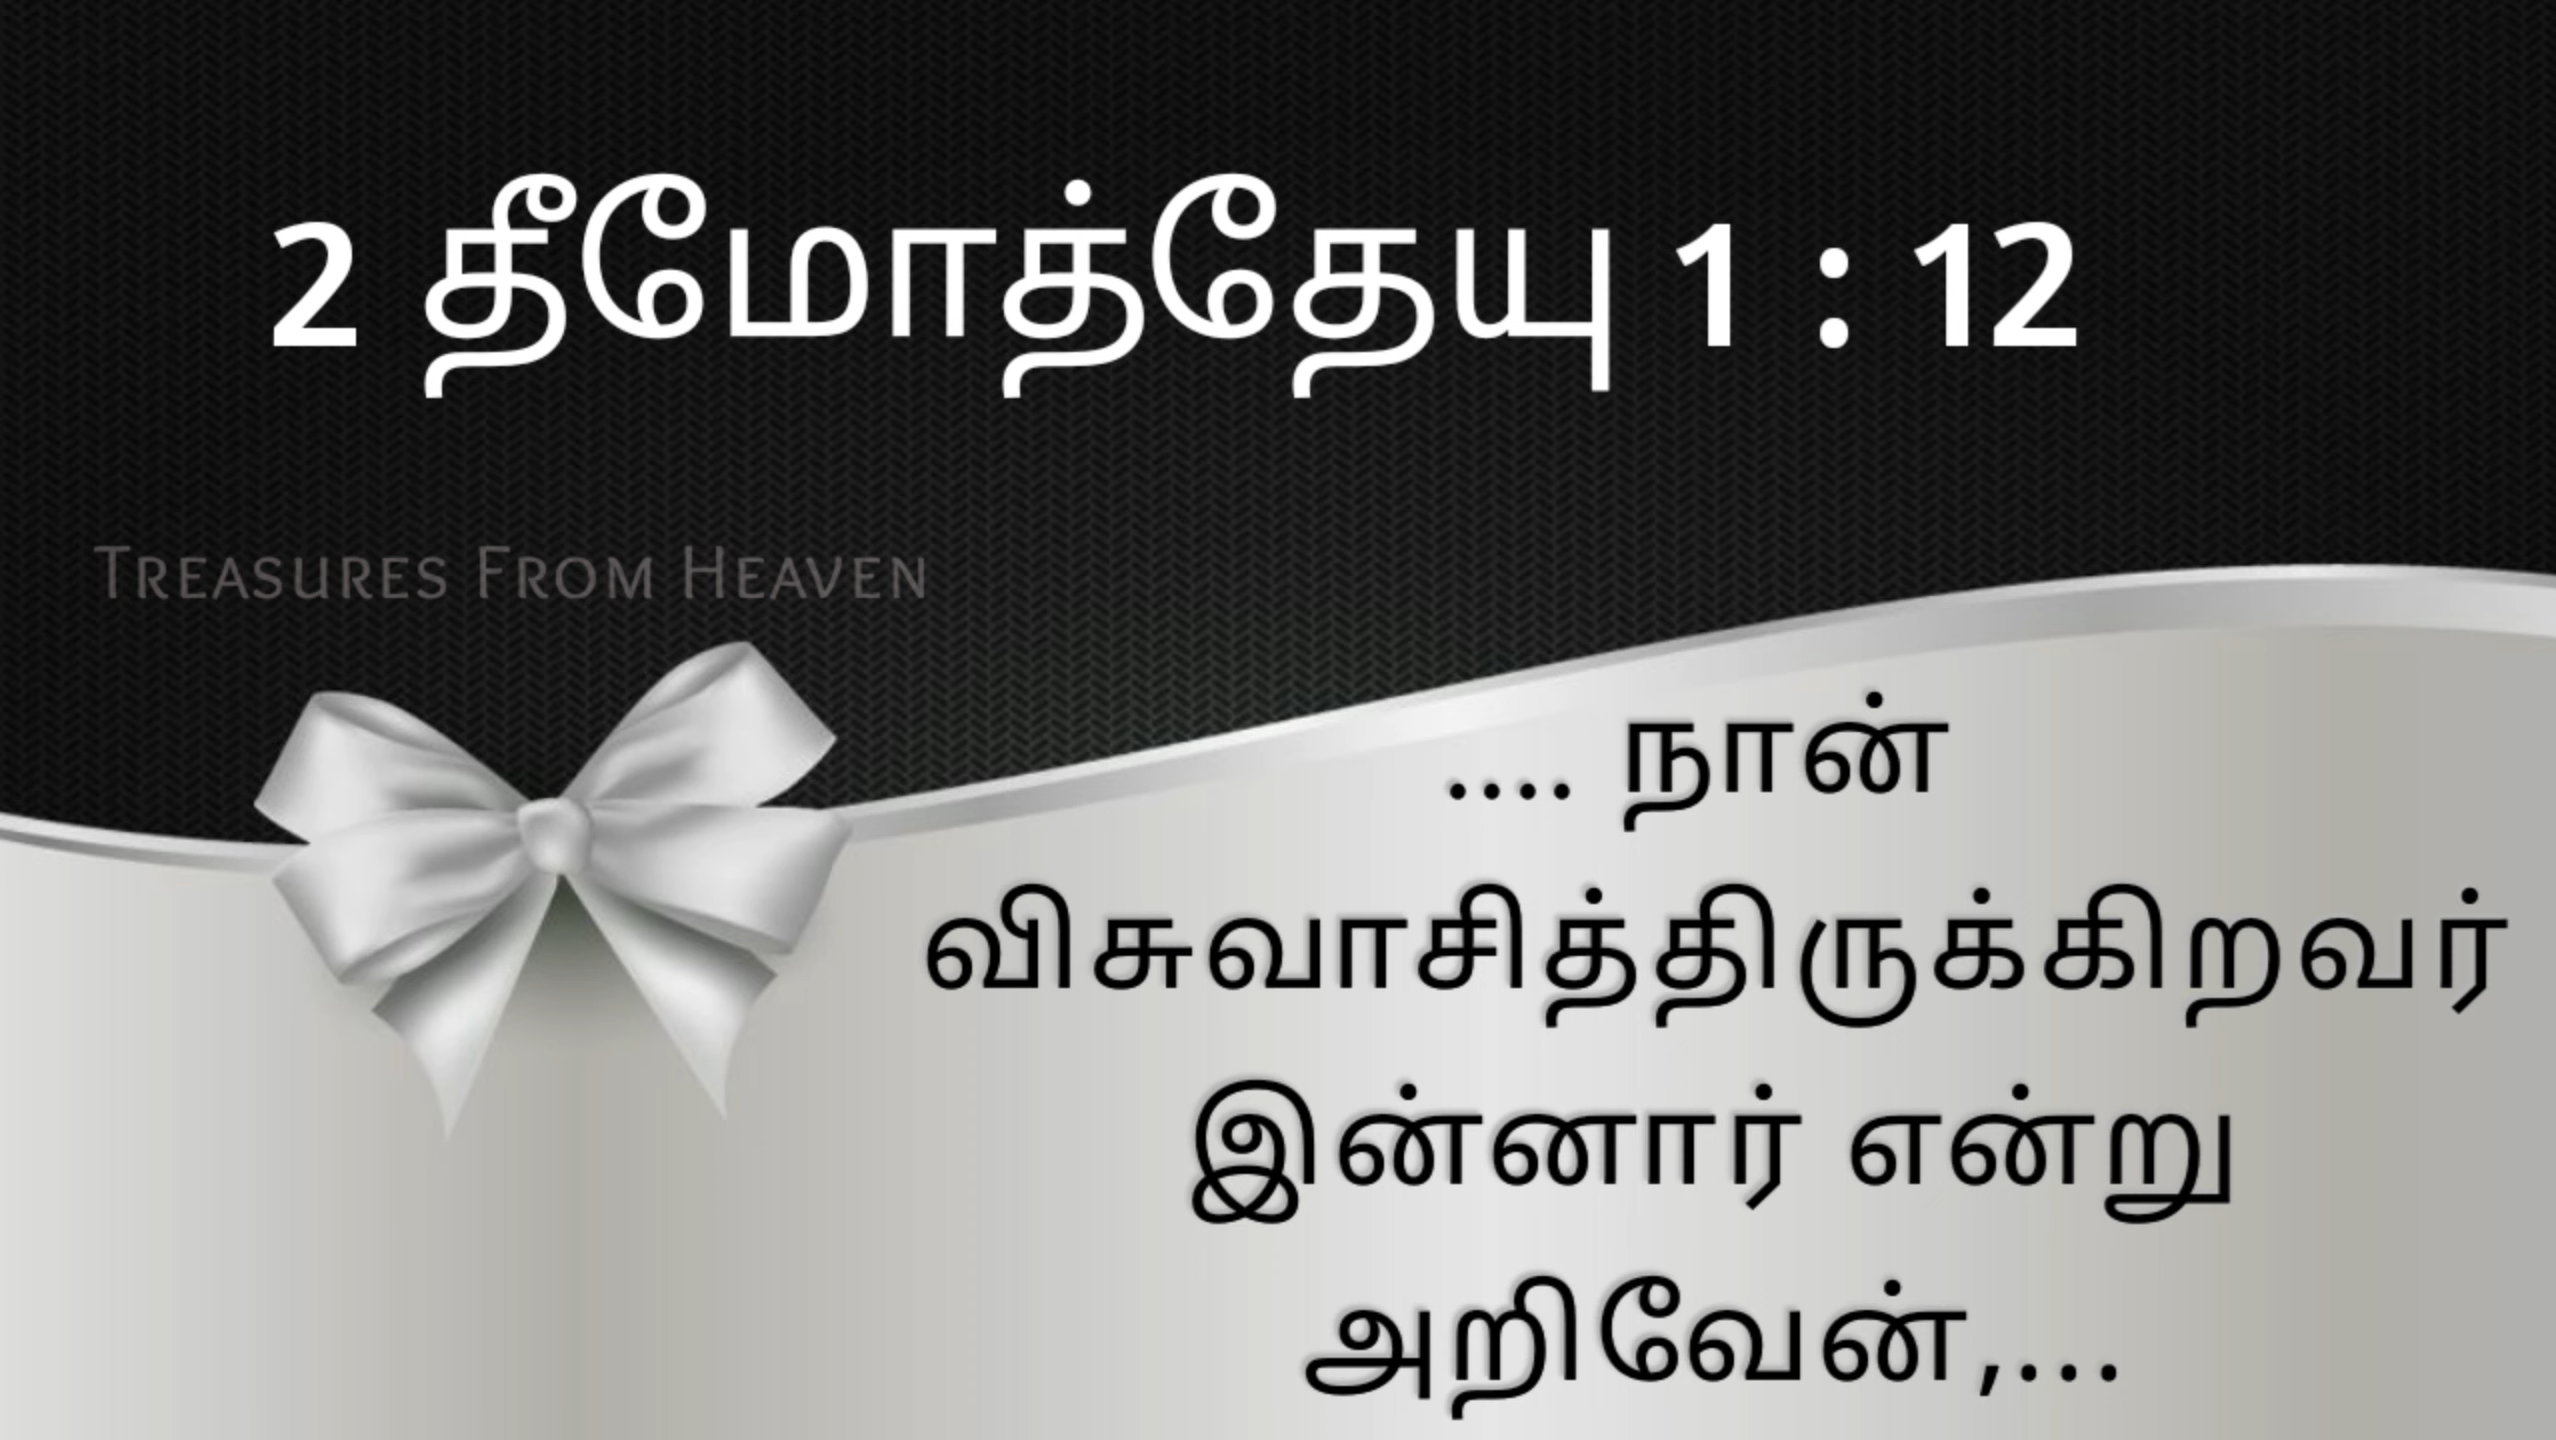 2 தீமோத்தேயு 1 : 12
Treasures From Heaven
.... நான்
விசுவாசித்திருக்கிறவர்
இன்னார் என்று
அறிவேன்,...